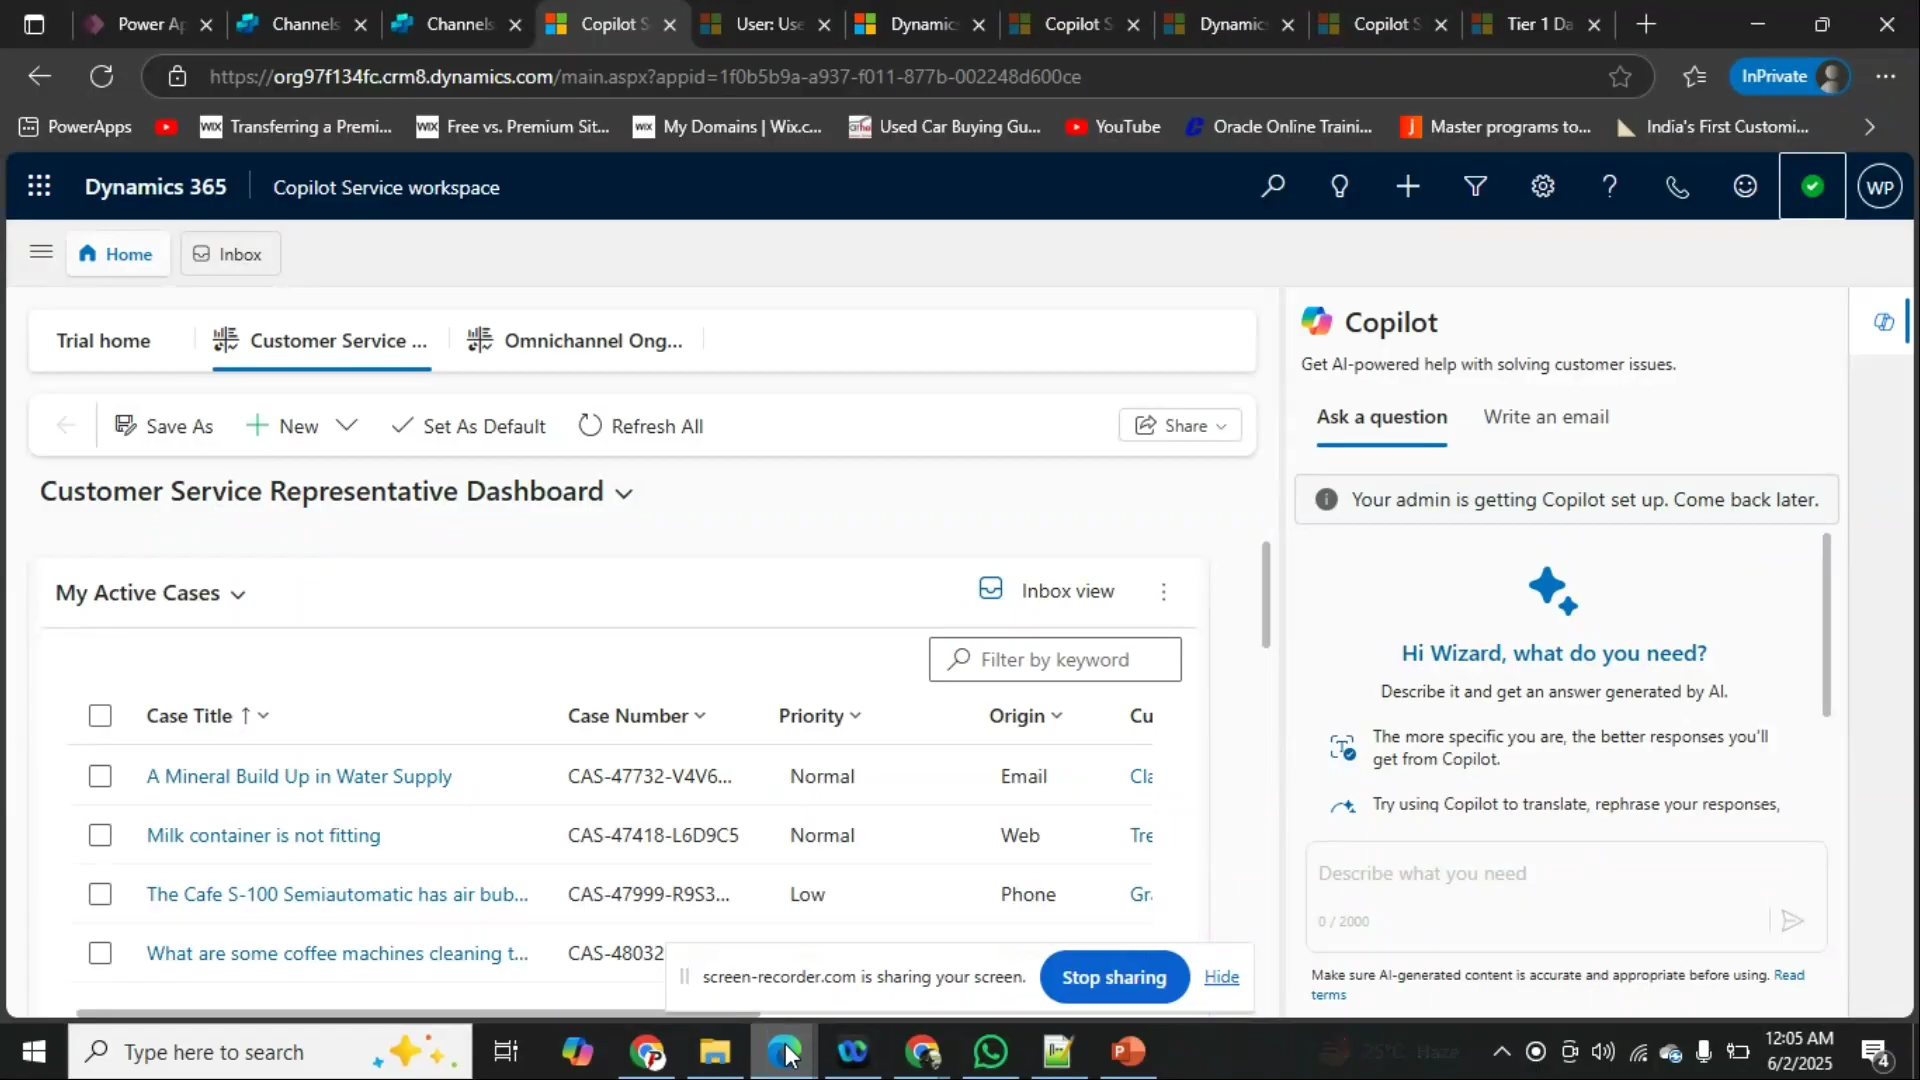 Power Ap
Channels
Channels
Copilot S
User: Use
Dynamic
Copilot S
Dynamic
Copilot S
Tier 1 Da
https://org97f134fc.crm8.dynamics.com/main.aspx?appid=1f0b5b9a-a937-f011-877b-002248d600ce
InPrivate
PowerApps
WIX Transferring a Premi...
WIX Free vs. Premium Sit...
WIX My Domains | Wix.c...
Used Car Buying Gu...
YouTube
Oracle Online Traini...
Master programs to...
India's First Customi...
Dynamics 365
Copilot Service workspace
WP
Home
Inbox
Trial home
Customer Service ...
Omnichannel Ong...
Save As
New
Set As Default
Refresh All
Share
Customer Service Representative Dashboard
My Active Cases
Inbox view
Filter by keyword
Case Title Case Number Priority Origin Cu
A Mineral Build Up in Water Supply CAS-47732-V4V6... Normal Email Cla
Milk container is not fitting CAS-47418-L6D9C5 Normal Web Tre
The Cafe S-100 Semiautomatic has air bub... CAS-47999-R9S3... Low Phone Gr
What are some coffee machines cleaning t... CAS-48032
Copilot
Get AI-powered help with solving customer issues.
Ask a question
Write an email
Your admin is getting Copilot set up. Come back later.
Hi Wizard, what do you need?
Describe it and get an answer generated by AI.
The more specific you are, the better responses you'll
get from Copilot.
Try using Copilot to translate, rephrase your responses,
Describe what you need
0 / 2000
Make sure AI-generated content is accurate and appropriate before using. Read
terms
screen-recorder.com is sharing your screen.
Stop sharing
Hide
Type here to search
25°C Haze
12:05 AM
6/2/2025
4